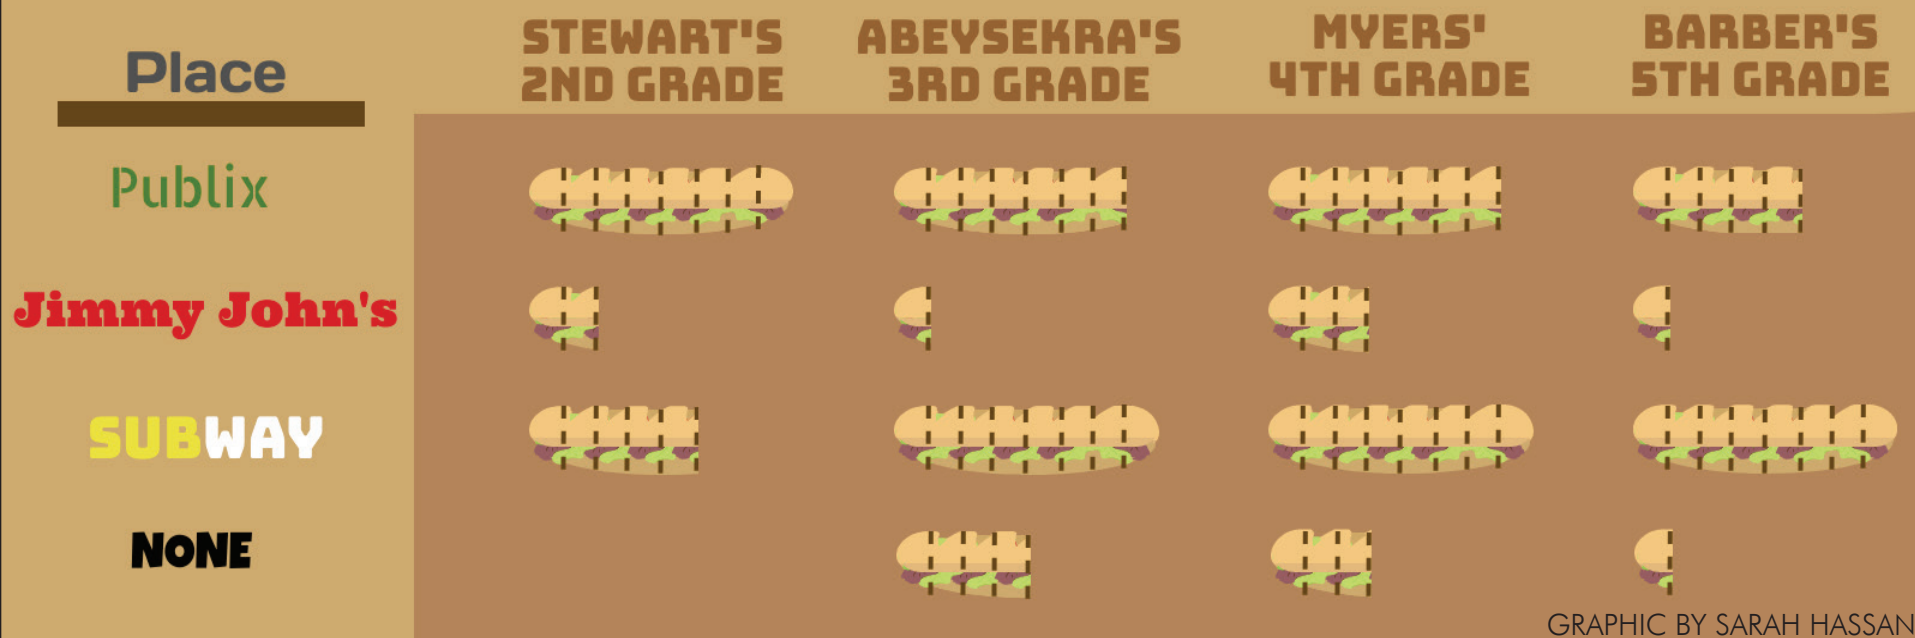 Place
STEWART'S
2ND GRADE
ABEYSEKRA'S
3RD GRADE
MYERS'
4TH GRADE
BARBER'S
5TH GRADE
Publix
Jimmy John's
SUBWAY
NONE
GRAPHIC BY SARAH HASSAN